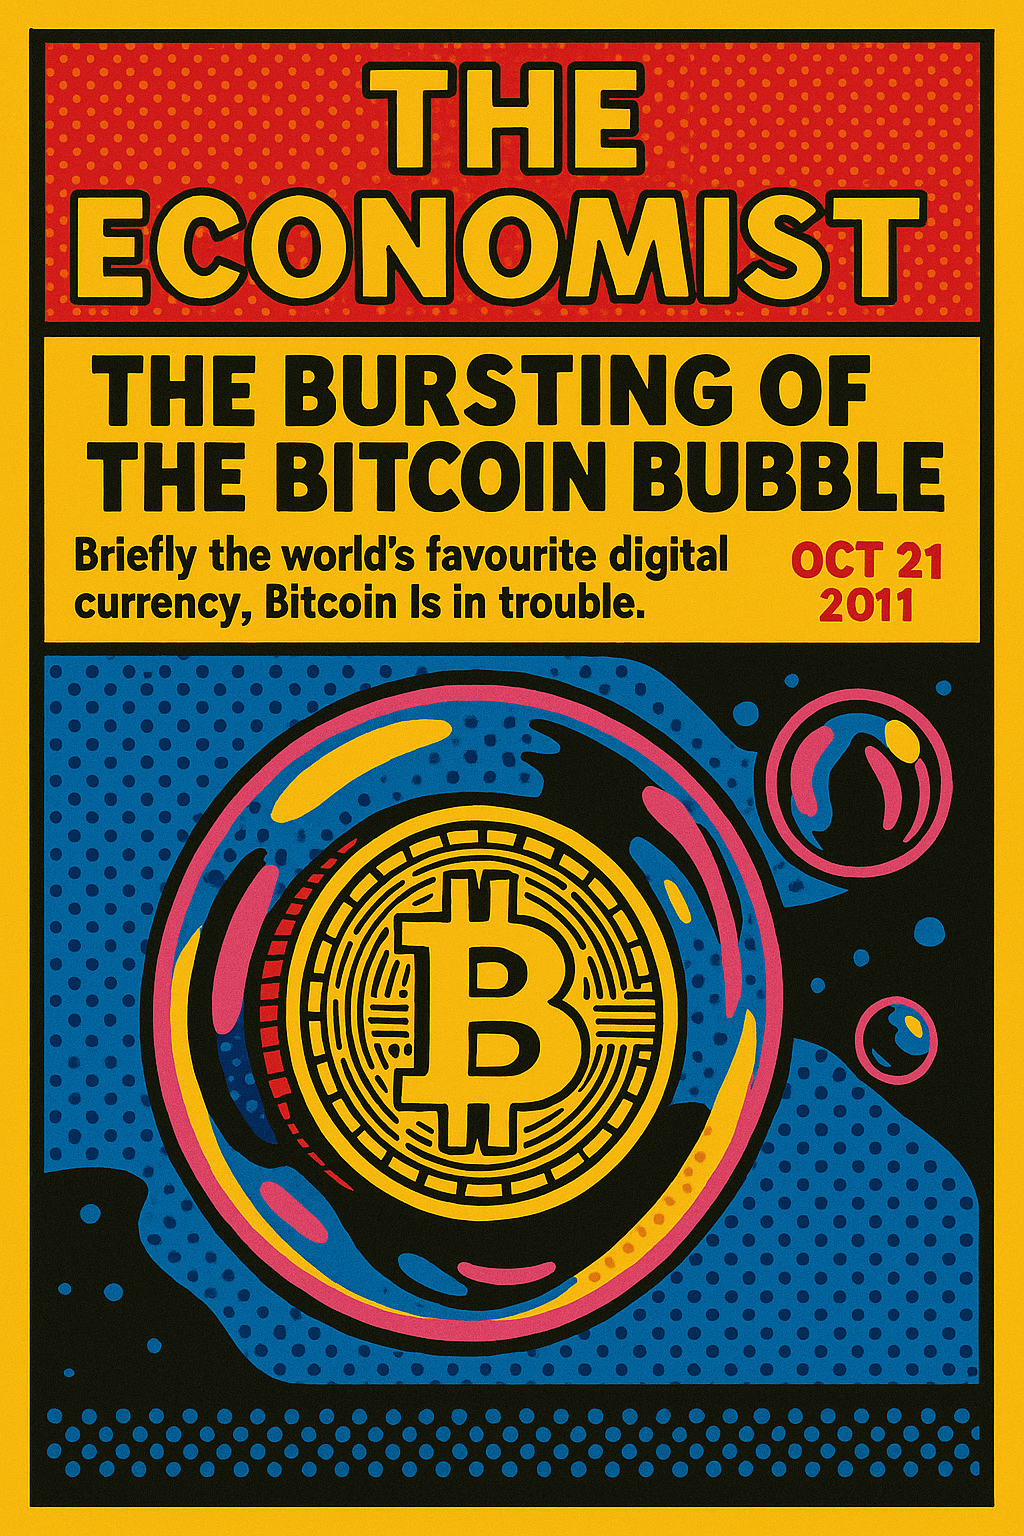 THE
ECONOMIST
THE BURSTING OF
THE BITCOIN BUBBLE
Briefly the world's favourite digital
currency, Bitcoin Is in trouble.
OCT 21
2011